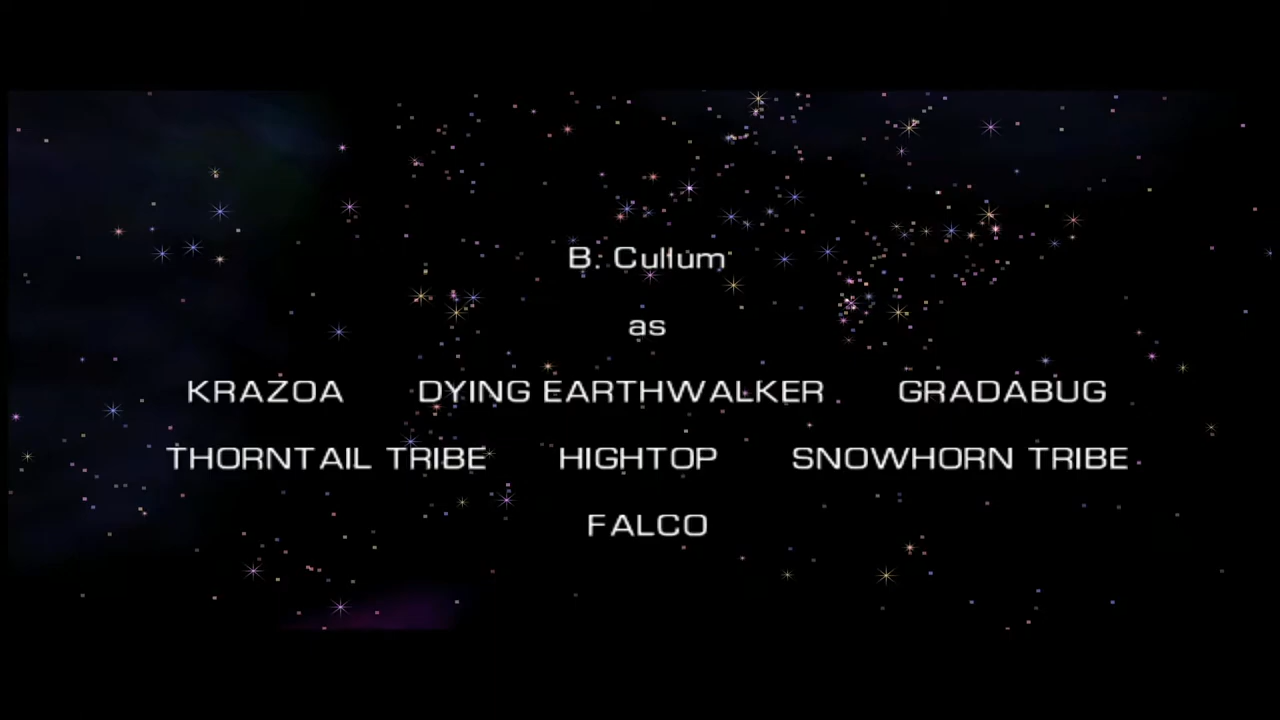 B. Cullum
as
KRAZOA DYING EARTHWALKER GRADABUG
THORNTAIL TRIBE HIGHTOP SNOWHORN TRIBE
FALCO